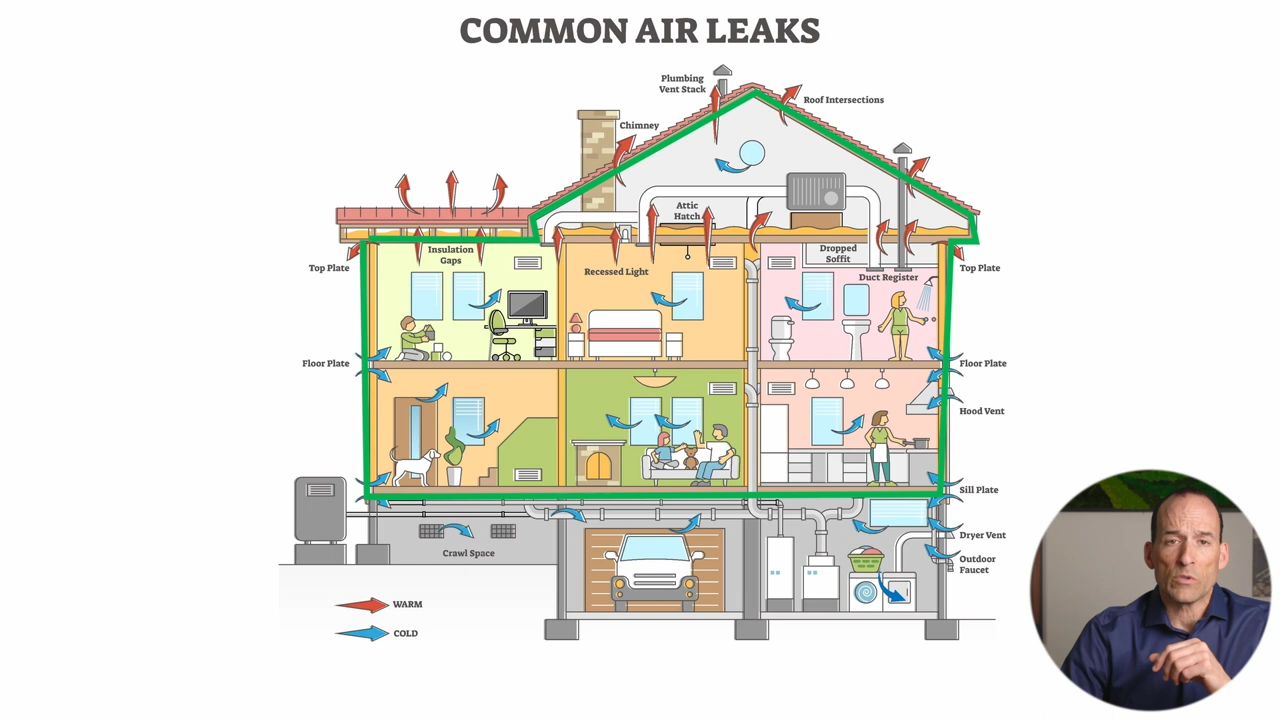 COMMON AIR LEAKS
Plumbing
Vent Stack
Roof Intersections
Chimney
Attic
Hatch
Insulation
Gaps
Recessed Light
Dropped
Soffit
Duct Register
Top Plate
Top Plate
Floor Plate
Floor Plate
Hood Vent
Sill Plate
Dryer Vent
Outdoor
Faucet
Crawl Space
WARM
COLD